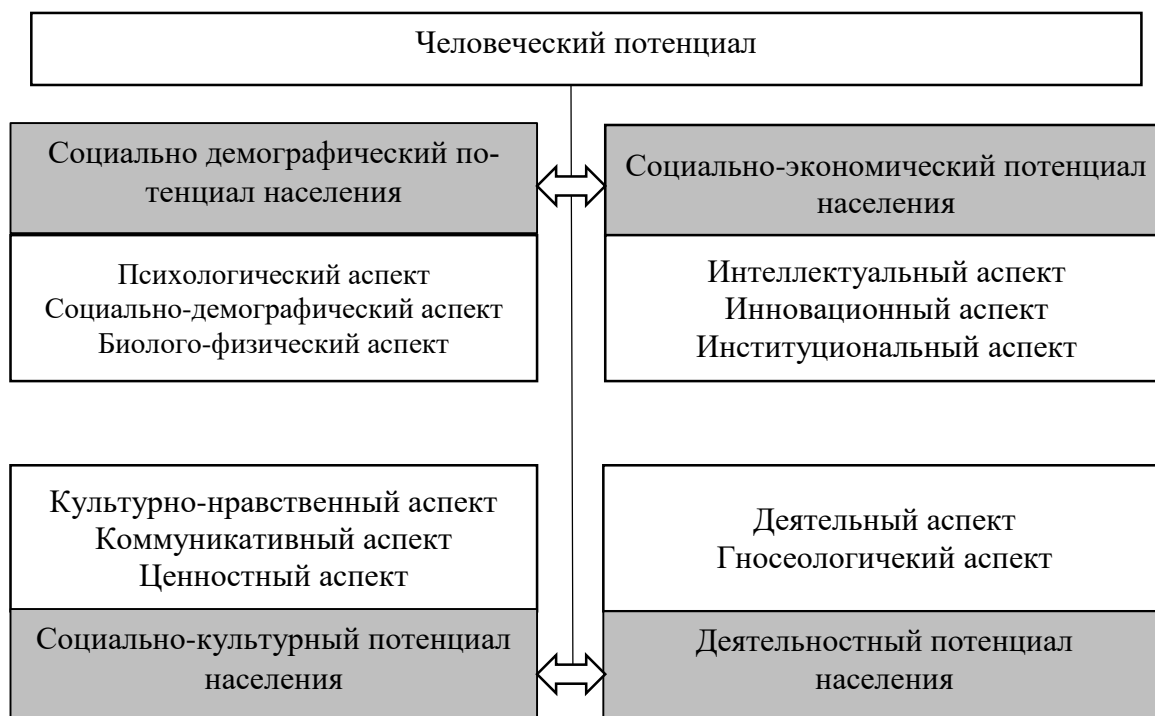 Человеческий потенциал
Социально демографический по-
тенциал населения
Социально-экономический потенциал
населения
Психологический аспект
Социально-демографический аспект
Биолого-физический аспект
Интеллектуальный аспект
Инновационный аспект
Институциональный аспект
Культурно-нравственный аспект
Коммуникативный аспект
Ценностный аспект
Деятельный аспект
Гносеологичекий аспект
Социально-культурный потенциал
населения
Деятельностный потенциал
населения